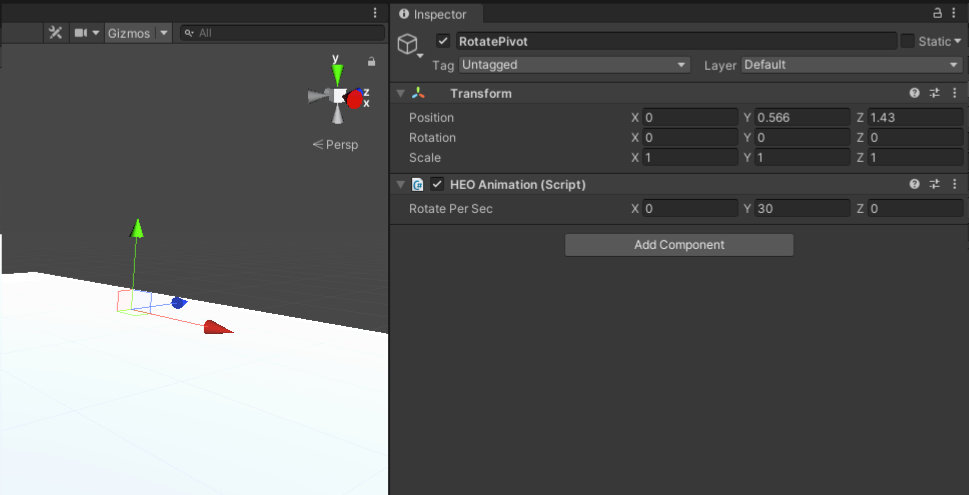 Inspector
Gizmos
All
RotatePivot
Static
Tag Untagged
Layer Default
y
z
x
Persp
Transform
Position X 0 Y 0.566 Z 1.43
Rotation X 0 Y 0 Z 0
Scale X 1 Y 1 Z 1
HEO Animation (Script)
Rotate Per Sec X 0 Y 30 Z 0
Add Component